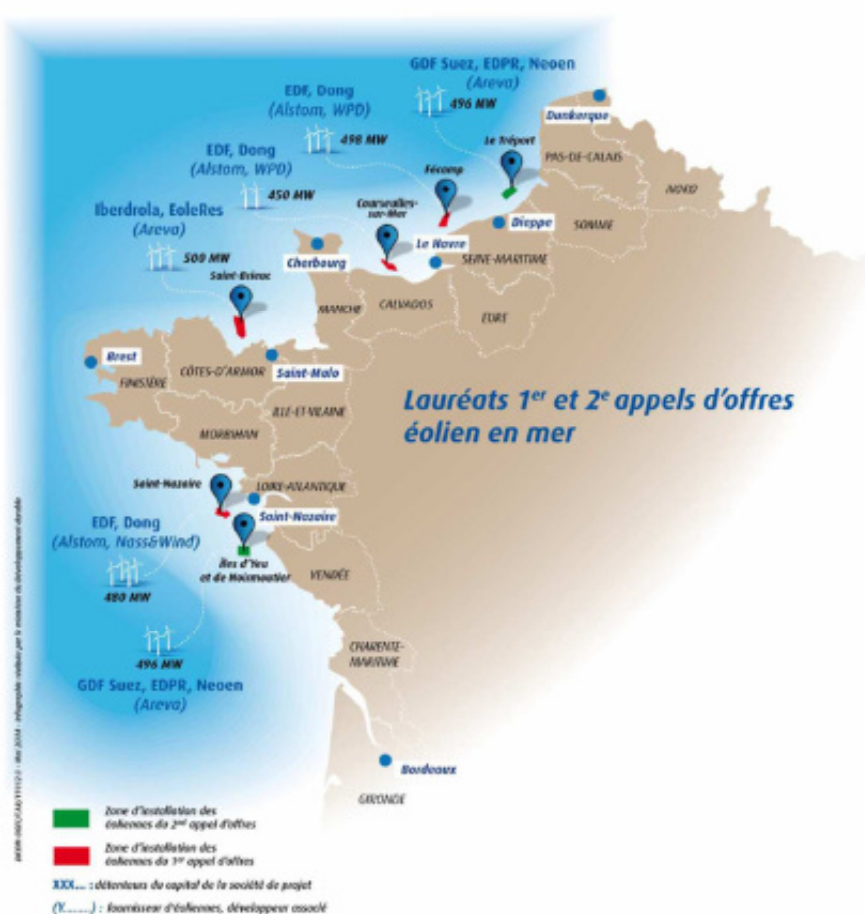 GDF Suez, EDPR, Neoen
(Areva)
496 MW
EDF, Dong
(Alstom, WPD)
498 MW
EDF, Dong
(Alstom, WPD)
450 MW
Iberdrola, EoleRes
(Areva)
500 MW
Dunkerque
Le Tréport
PAS-DE-CALAIS
NORD
Fécamp
Courseulles-
sur-Mer
Dieppe
SOMME
Le Havre
SEINE-MARITIME
Cherbourg
Saint-Brieuc
MANCHE
CALVADOS
EURE
Brest
FINISTÈRE
CÔTES-D'ARMOR
Saint-Malo
ILLE-ET-VILAINE
MORBIHAN
Lauréats 1er et 2e appels d'offres
éolien en mer
Saint-Nazaire
LOIRE-ATLANTIQUE
Saint-Nazaire
EDF, Dong
(Alstom, Nass&Wind)
480 MW
Îles d'Yeu
et de Noirmoutier
VENDÉE
496 MW
GDF Suez, EDPR, Neoen
(Areva)
CHARENTE-
MARITIME
Bordeaux
GIRONDE
Zone d'installation des
éoliennes du 2nd appel d'offres
Zone d'installation des
éoliennes du 1er appel d'offres
XXX... : détenteurs du capital de la société de projet
(Y.......) : fournisseur d'éoliennes, développeur associé